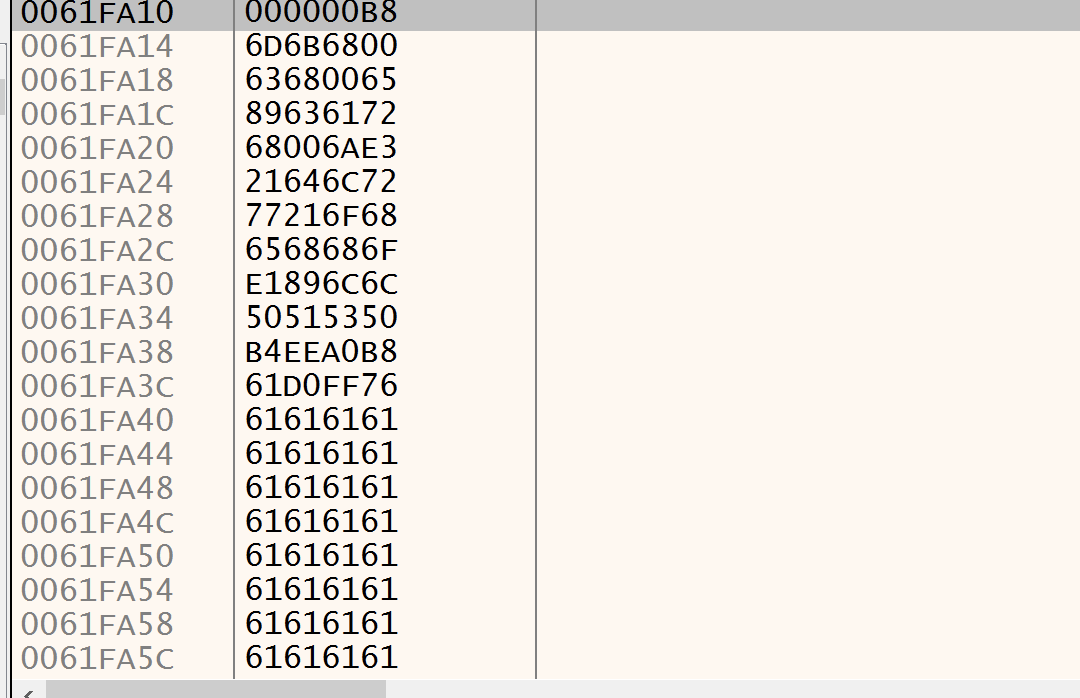 0061FA10 000000B8
0061FA14 6D6B6800
0061FA18 63680065
0061FA1C 89636172
0061FA20 68006AE3
0061FA24 21646C72
0061FA28 77216F68
0061FA2C 6568686F
0061FA30 E1896C6C
0061FA34 50515350
0061FA38 B4EEA0B8
0061FA3C 61D0FF76
0061FA40 61616161
0061FA44 61616161
0061FA48 61616161
0061FA4C 61616161
0061FA50 61616161
0061FA54 61616161
0061FA58 61616161
0061FA5C 61616161